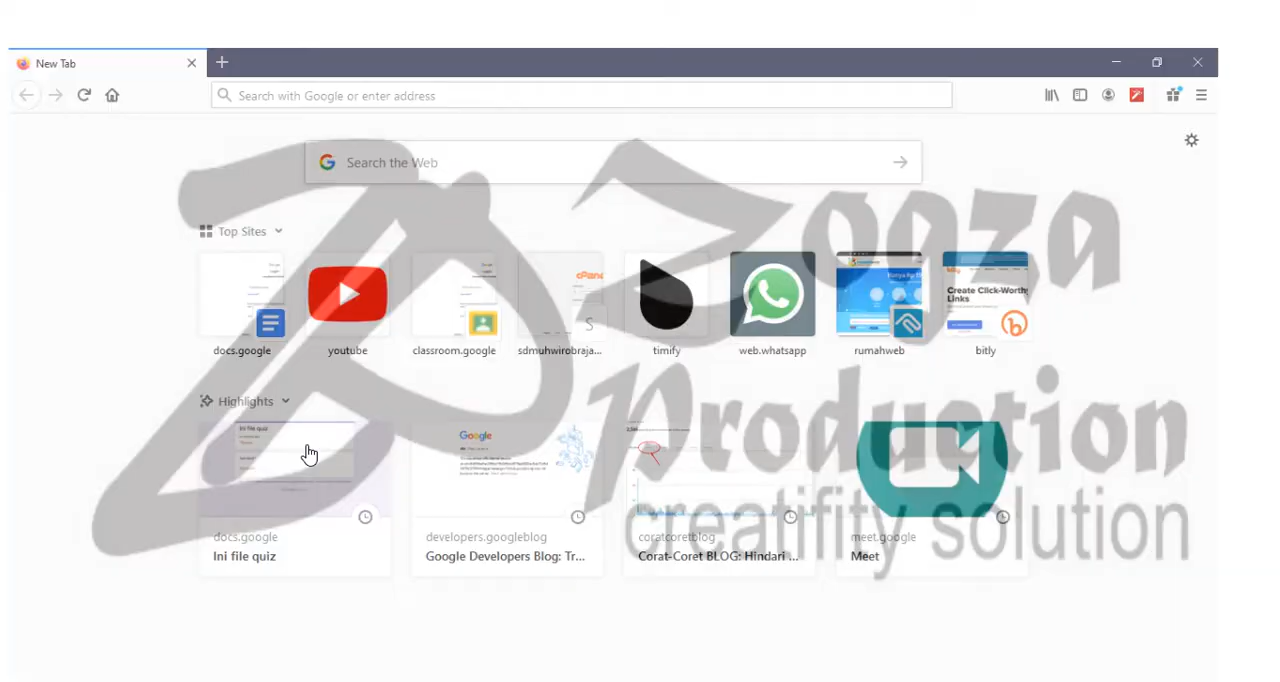 New Tab
Search with Google or enter address
Search the Web
Zogza
Production
creatifity solution
Top Sites
cPane
S
Create Click-Worthy
Links
docs.google
youtube
classroom.google
sdmuhwirobraja...
timify
web.whatsapp
rumahweb
bitly
Highlights
Ini file quiz
Google
docs.google
Ini file quiz
developers.googleblog
Google Developers Blog: Tr...
coratcoretblog
Corat-Coret BLOG: Hindari ...
meet.google
Meet